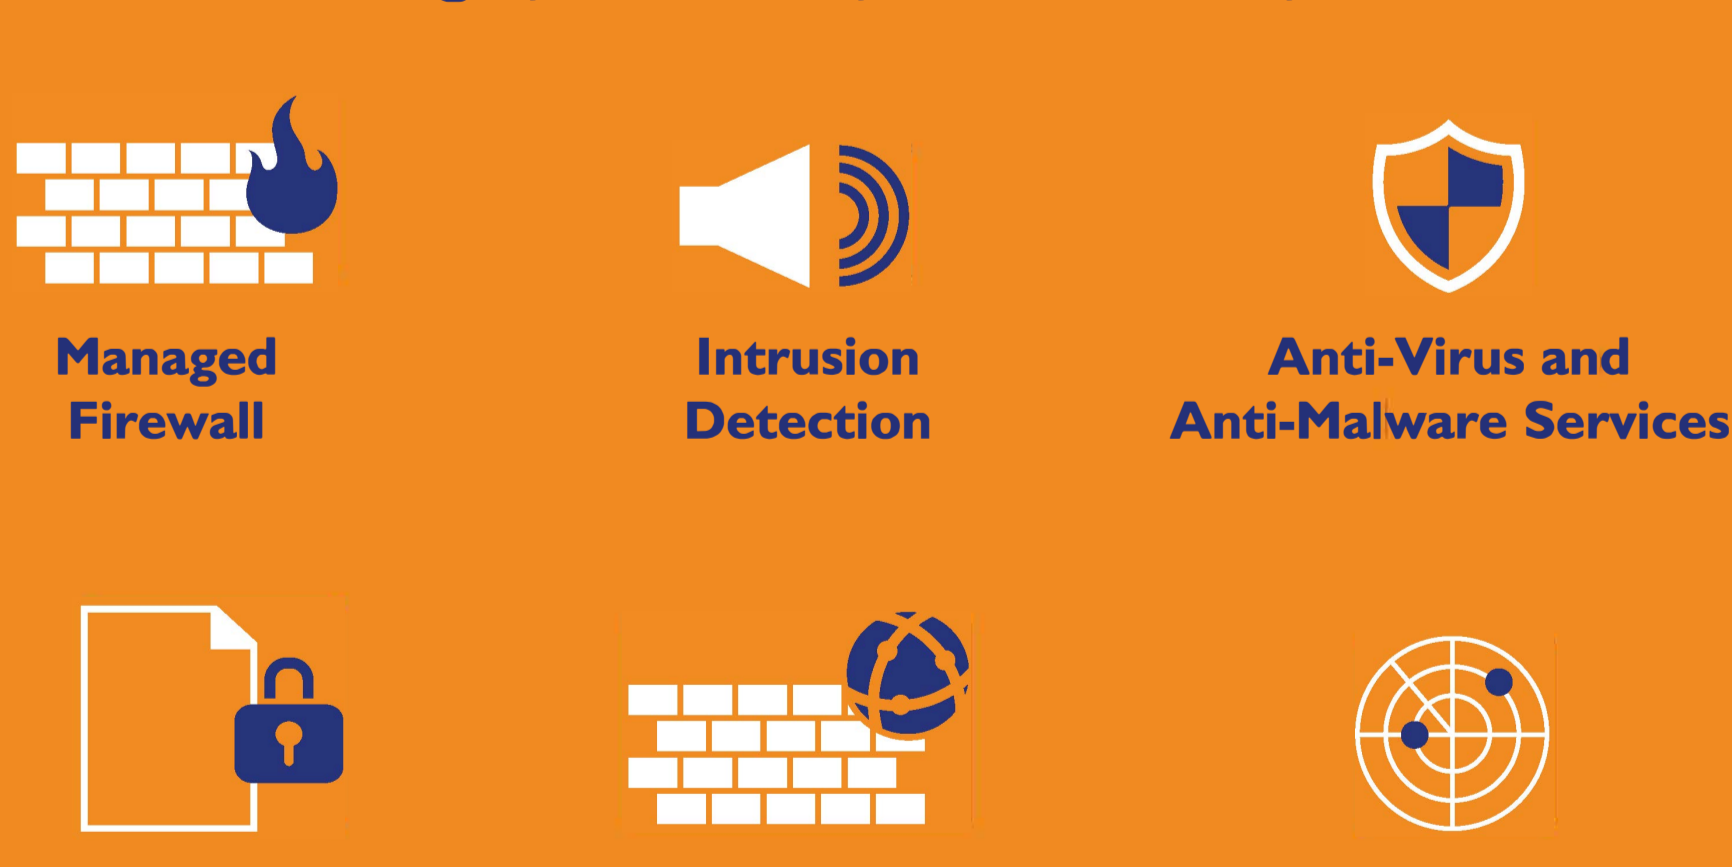 Managed
Firewall
Intrusion
Detection
Anti-Virus and
Anti-Malware Services